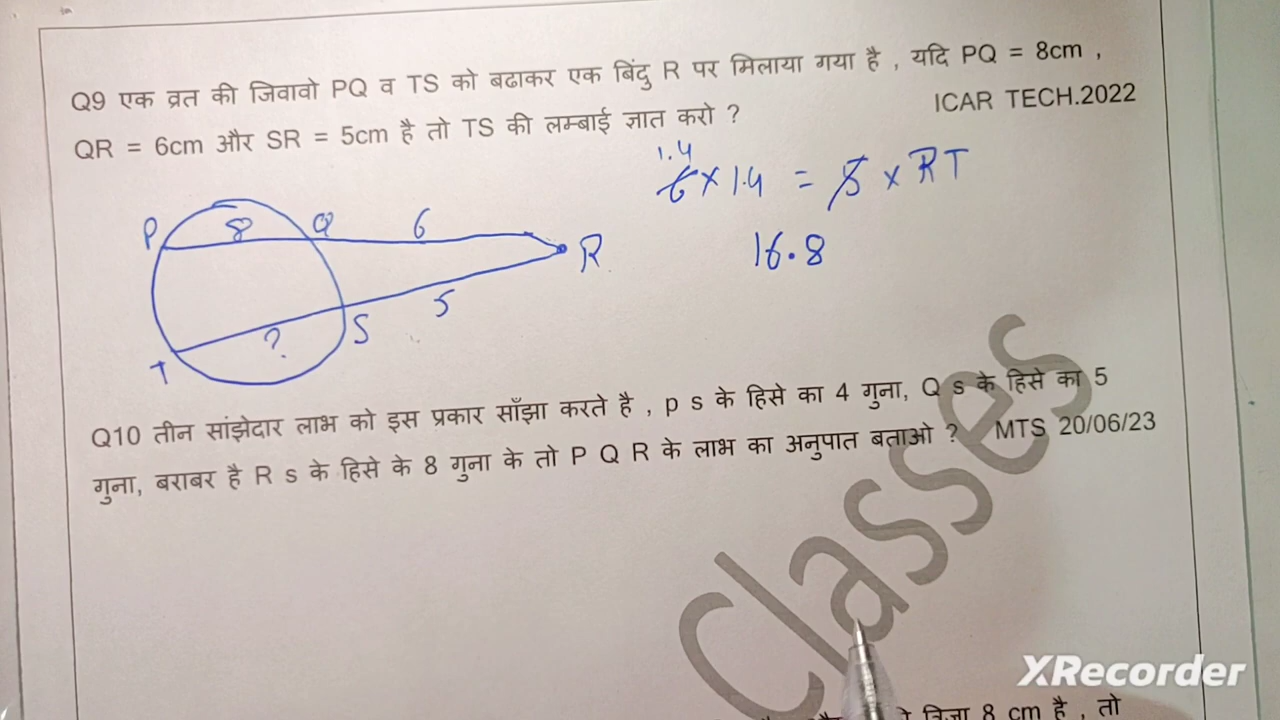 Q9 एक व्रत की जिवावो PQ व TS को बढाकर एक बिंदु R पर मिलाया गया है , यदि PQ = 8cm ,
QR = 6cm और SR = 5cm है तो TS की लम्बाई ज्ञात करो ?
ICAR TECH.2022
1.4
6 × 1.4 = 5 × RT
16.8
P 8 Q 6 R
T ? S 5
Q10 तीन सांझेदार लाभ को इस प्रकार साँझा करते है , p s के हिसे का 4 गुना, Q s के हिसे का 5
गुना, बराबर है R s के हिसे के 8 गुना के तो P Q R के लाभ का अनुपात बताओ ? MTS 20/06/23
Classes
त्रिज्या 8 cm है , तो
XRecorder